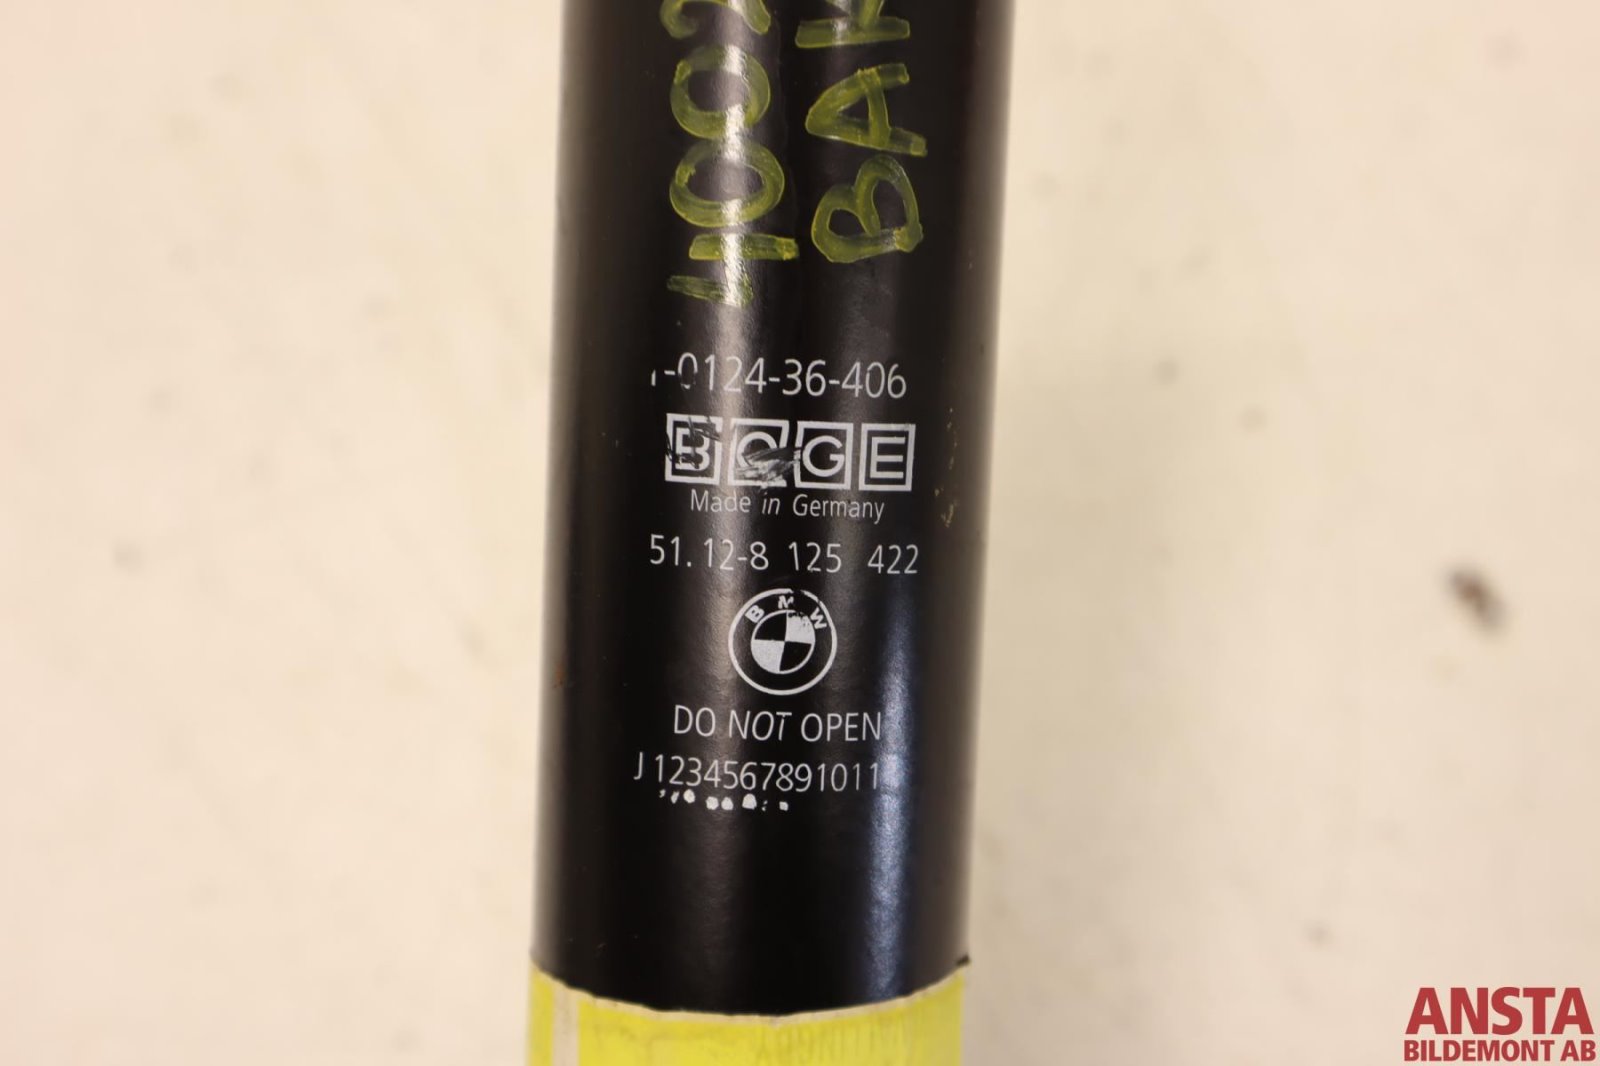 BAK
-0124-36-406
BOGE
Made in Germany
51.12-8 125 422
BMW
DO NOT OPEN
J 1234567891011
ANSTA
BILDEMONT AB